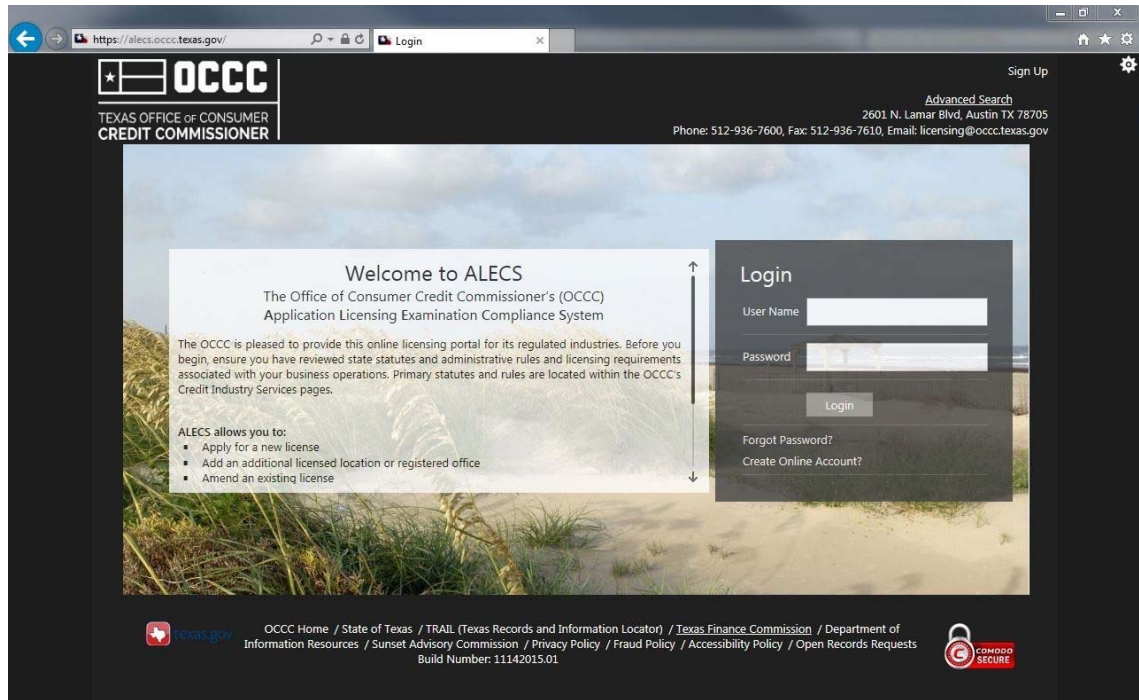 https://alecs.occc.texas.gov/
Login
OCCC
TEXAS OFFICE OF CONSUMER
CREDIT COMMISSIONER
Sign Up
Advanced Search
2601 N. Lamar Blvd, Austin TX 78705
Phone: 512-936-7600, Fax: 512-936-7610, Email: licensing@occc.texas.gov
Welcome to ALECS
The Office of Consumer Credit Commissioner's (OCCC)
Application Licensing Examination Compliance System
The OCCC is pleased to provide this online licensing portal for its regulated industries. Before you
begin, ensure you have reviewed state statutes and administrative rules and licensing requirements
associated with your business operations. Primary statutes and rules are located within the OCCC's
Credit Industry Services pages.
ALECS allows you to:
▪ Apply for a new license
▪ Add an additional licensed location or registered office
▪ Amend an existing license
Login
User Name
Password
Login
Forgot Password?
Create Online Account?
texas.gov
OCCC Home / State of Texas / TRAIL (Texas Records and Information Locator) / Texas Finance Commission / Department of
Information Resources / Sunset Advisory Commission / Privacy Policy / Fraud Policy / Accessibility Policy / Open Records Requests
Build Number: 11142015.01
COMODO
SECURE